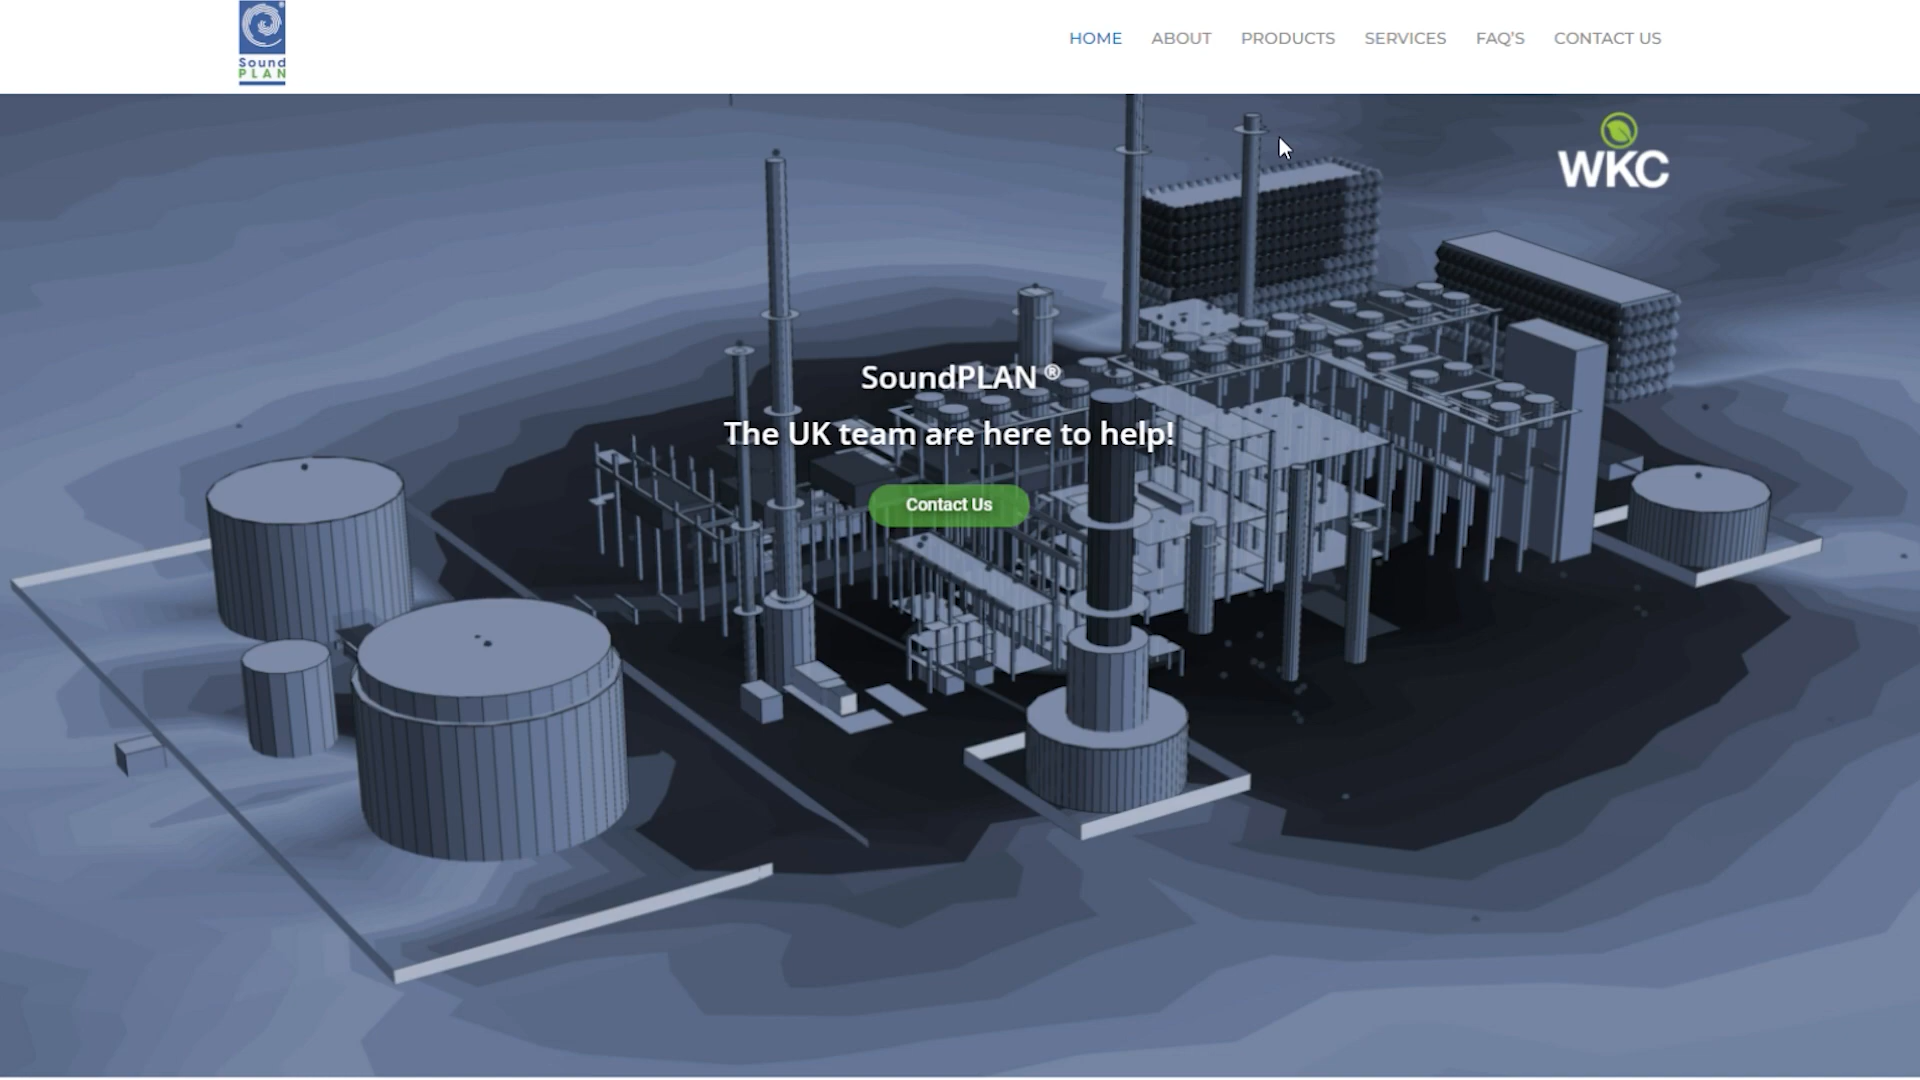 Sound
PLAN
HOME
ABOUT
PRODUCTS
SERVICES
FAQ'S
CONTACT US
WKC
SoundPLAN ®
The UK team are here to help!
Contact Us